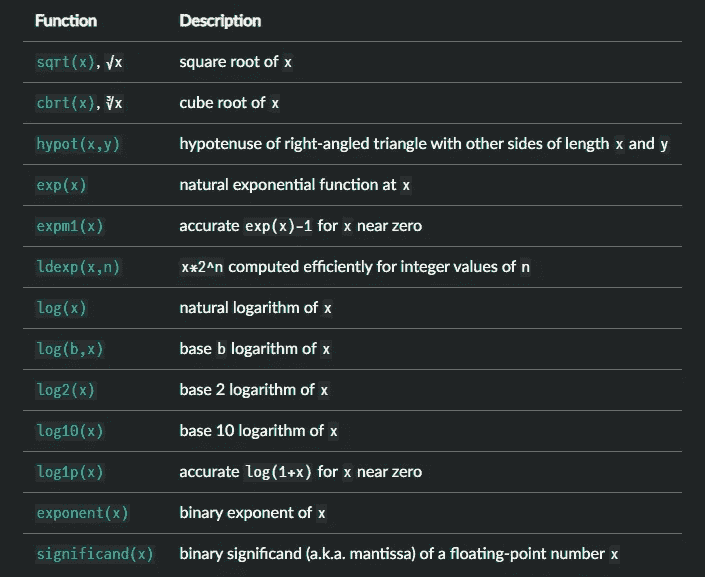 Function Description
sqrt(x), √x square root of x
cbrt(x), ∛x cube root of x
hypot(x,y) hypotenuse of right-angled triangle with other sides of length x and y
exp(x) natural exponential function at x
expm1(x) accurate exp(x)-1 for x near zero
ldexp(x,n) x*2^n computed efficiently for integer values of n
log(x) natural logarithm of x
log(b,x) base b logarithm of x
log2(x) base 2 logarithm of x
log10(x) base 10 logarithm of x
log1p(x) accurate log(1+x) for x near zero
exponent(x) binary exponent of x
significand(x) binary significand (a.k.a. mantissa) of a floating-point number x